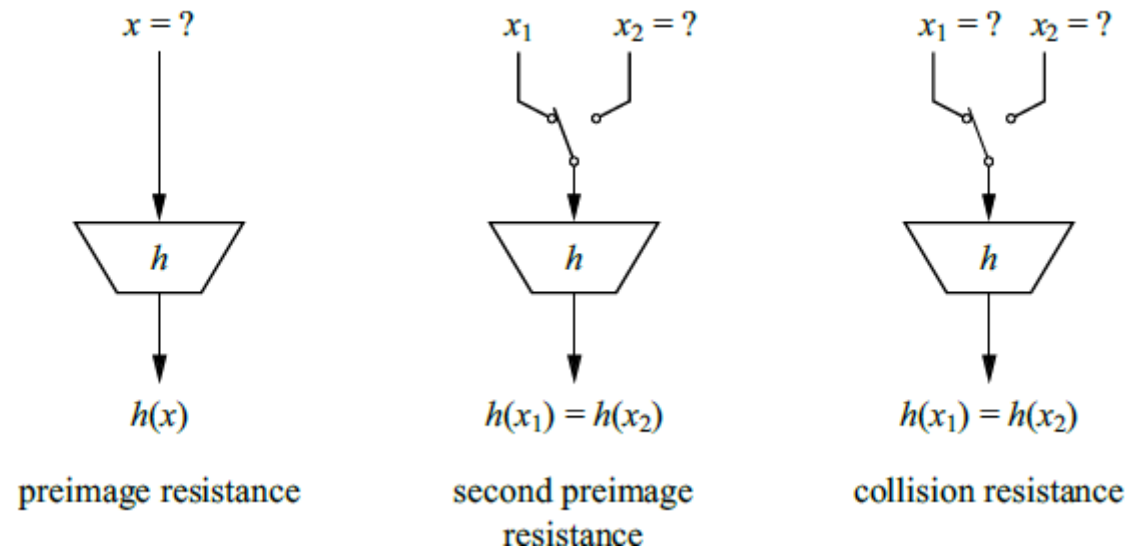 x = ?
x₁ x₂ = ?
x₁ = ? x₂ = ?
h
h
h
h(x)
h(x₁) = h(x₂)
h(x₁) = h(x₂)
preimage resistance
second preimage
resistance
collision resistance